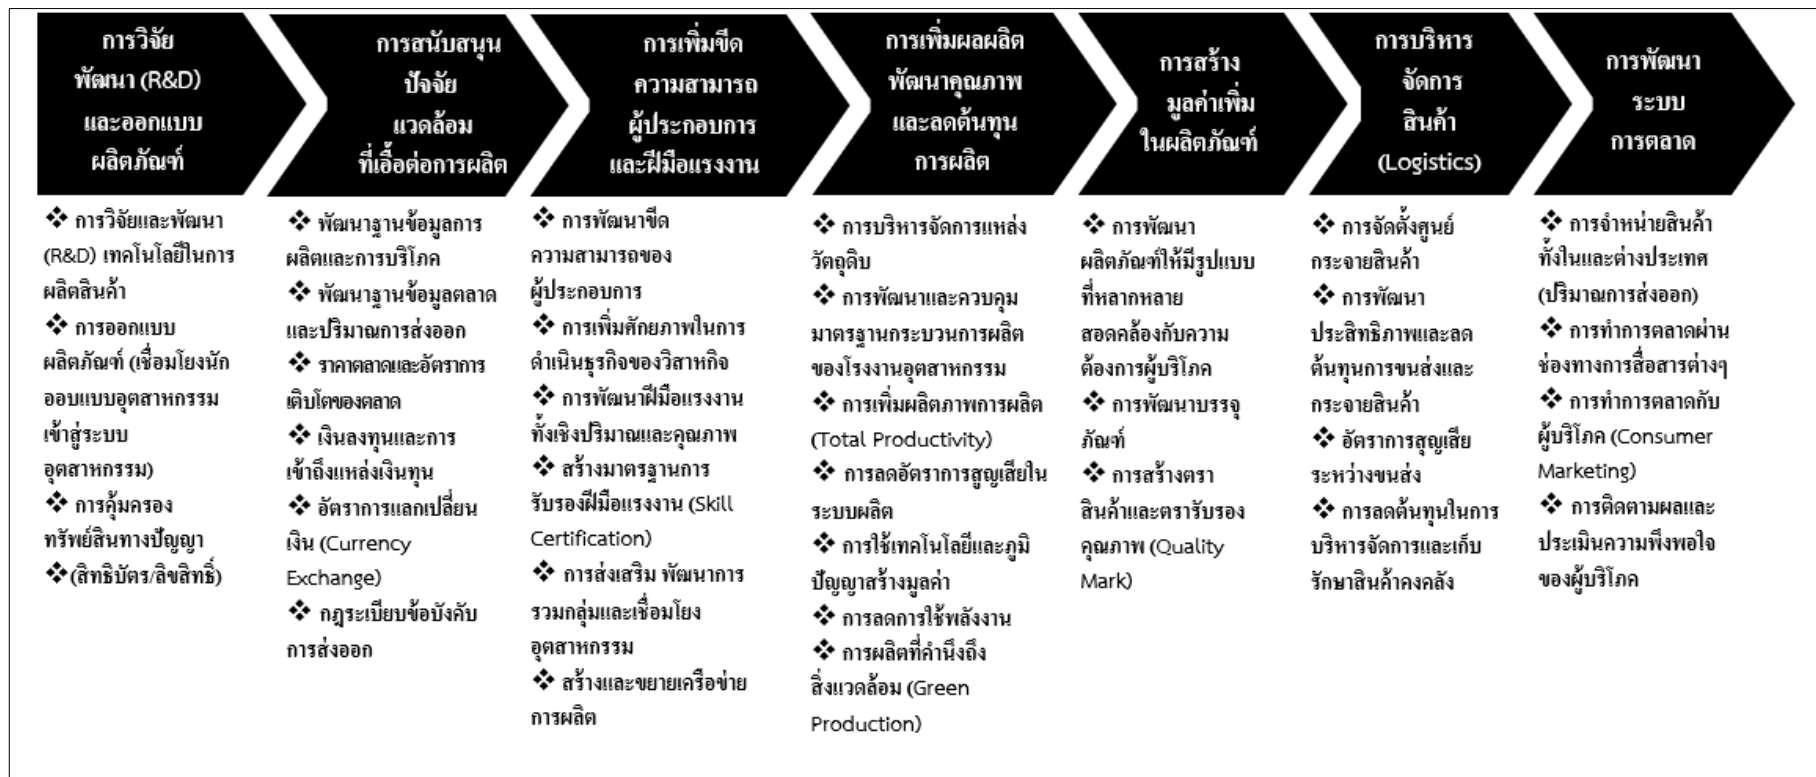 การวิจัย
พัฒนา (R&D)
และออกแบบ
ผลิตภัณฑ์
การสนับสนุน
ปัจจัย
แวดล้อม
ที่เอื้อต่อการผลิต
การเพิ่มขีด
ความสามารถ
ผู้ประกอบการ
และฝีมือแรงงาน
การเพิ่มผลผลิต
พัฒนาคุณภาพ
และลดต้นทุน
การผลิต
การสร้าง
มูลค่าเพิ่ม
ในผลิตภัณฑ์
การบริหาร
จัดการ
สินค้า
(Logistics)
การพัฒนา
ระบบ
การตลาด
❖ การวิจัยและพัฒนา
(R&D) เทคโนโลยีในการ
ผลิตสินค้า
❖ การออกแบบ
ผลิตภัณฑ์ (เชื่อมโยงนัก
ออบแบบอุตสาหกรรม
เข้าสู่ระบบ
อุตสาหกรรม)
❖ การคุ้มครอง
ทรัพย์สินทางปัญญา
❖ (สิทธิบัตร/ลิขสิทธิ์)
❖ พัฒนาฐานข้อมูลการ
ผลิตและการบริโภค
❖ พัฒนาฐานข้อมูลตลาด
และปริมาณการส่งออก
❖ ราคาตลาดและอัตราการ
เติบโตของตลาด
❖ เงินลงทุนและการ
เข้าถึงแหล่งเงินทุน
❖ อัตราการแลกเปลี่ยน
เงิน (Currency
Exchange)
❖ กฎระเบียบข้อบังคับ
การส่งออก
❖ การพัฒนาขีด
ความสามารถของ
ผู้ประกอบการ
❖ การเพิ่มศักยภาพในการ
ดำเนินธุรกิจของวิสาหกิจ
❖ การพัฒนาฝีมือแรงงาน
ทั้งเชิงปริมาณและคุณภาพ
❖ สร้างมาตรฐานการ
รับรองฝีมือแรงงาน (Skill
Certification)
❖ การส่งเสริม พัฒนาการ
รวมกลุ่มและเชื่อมโยง
อุตสาหกรรม
❖ สร้างและขยายเครือข่าย
การผลิต
❖ การบริหารจัดการแหล่ง
วัตถุดิบ
❖ การพัฒนาและควบคุม
มาตรฐานกระบวนการผลิต
ของโรงงานอุตสาหกรรม
❖ การเพิ่มผลิตภาพการผลิต
(Total Productivity)
❖ การลดอัตราการสูญเสียใน
ระบบผลิต
❖ การใช้เทคโนโลยีและภูมิ
ปัญญาสร้างมูลค่า
❖ การลดการใช้พลังงาน
❖ การผลิตที่คำนึงถึง
สิ่งแวดล้อม (Green
Production)
❖ การพัฒนา
ผลิตภัณฑ์ให้มีรูปแบบ
ที่หลากหลาย
สอดคล้องกับความ
ต้องการผู้บริโภค
❖ การพัฒนาบรรจุ
ภัณฑ์
❖ การสร้างตรา
สินค้าและตรารับรอง
คุณภาพ (Quality
Mark)
❖ การจัดตั้งศูนย์
กระจายสินค้า
❖ การพัฒนา
ประสิทธิภาพและลด
ต้นทุนการขนส่งและ
กระจายสินค้า
❖ อัตราการสุญเสีย
ระหว่างขนส่ง
❖ การลดต้นทุนในการ
บริหารจัดการและเก็บ
รักษาสินค้าคงคลัง
❖ การจำหน่ายสินค้า
ทั้งในและต่างประเทศ
(ปริมาณการส่งออก)
❖ การทำการตลาดผ่าน
ช่องทางการสื่อสารต่างๆ
❖ การทำการตลาดกับ
ผู้บริโภค (Consumer
Marketing)
❖ การติดตามผลและ
ประเมินความพึงพอใจ
ของผู้บริโภค